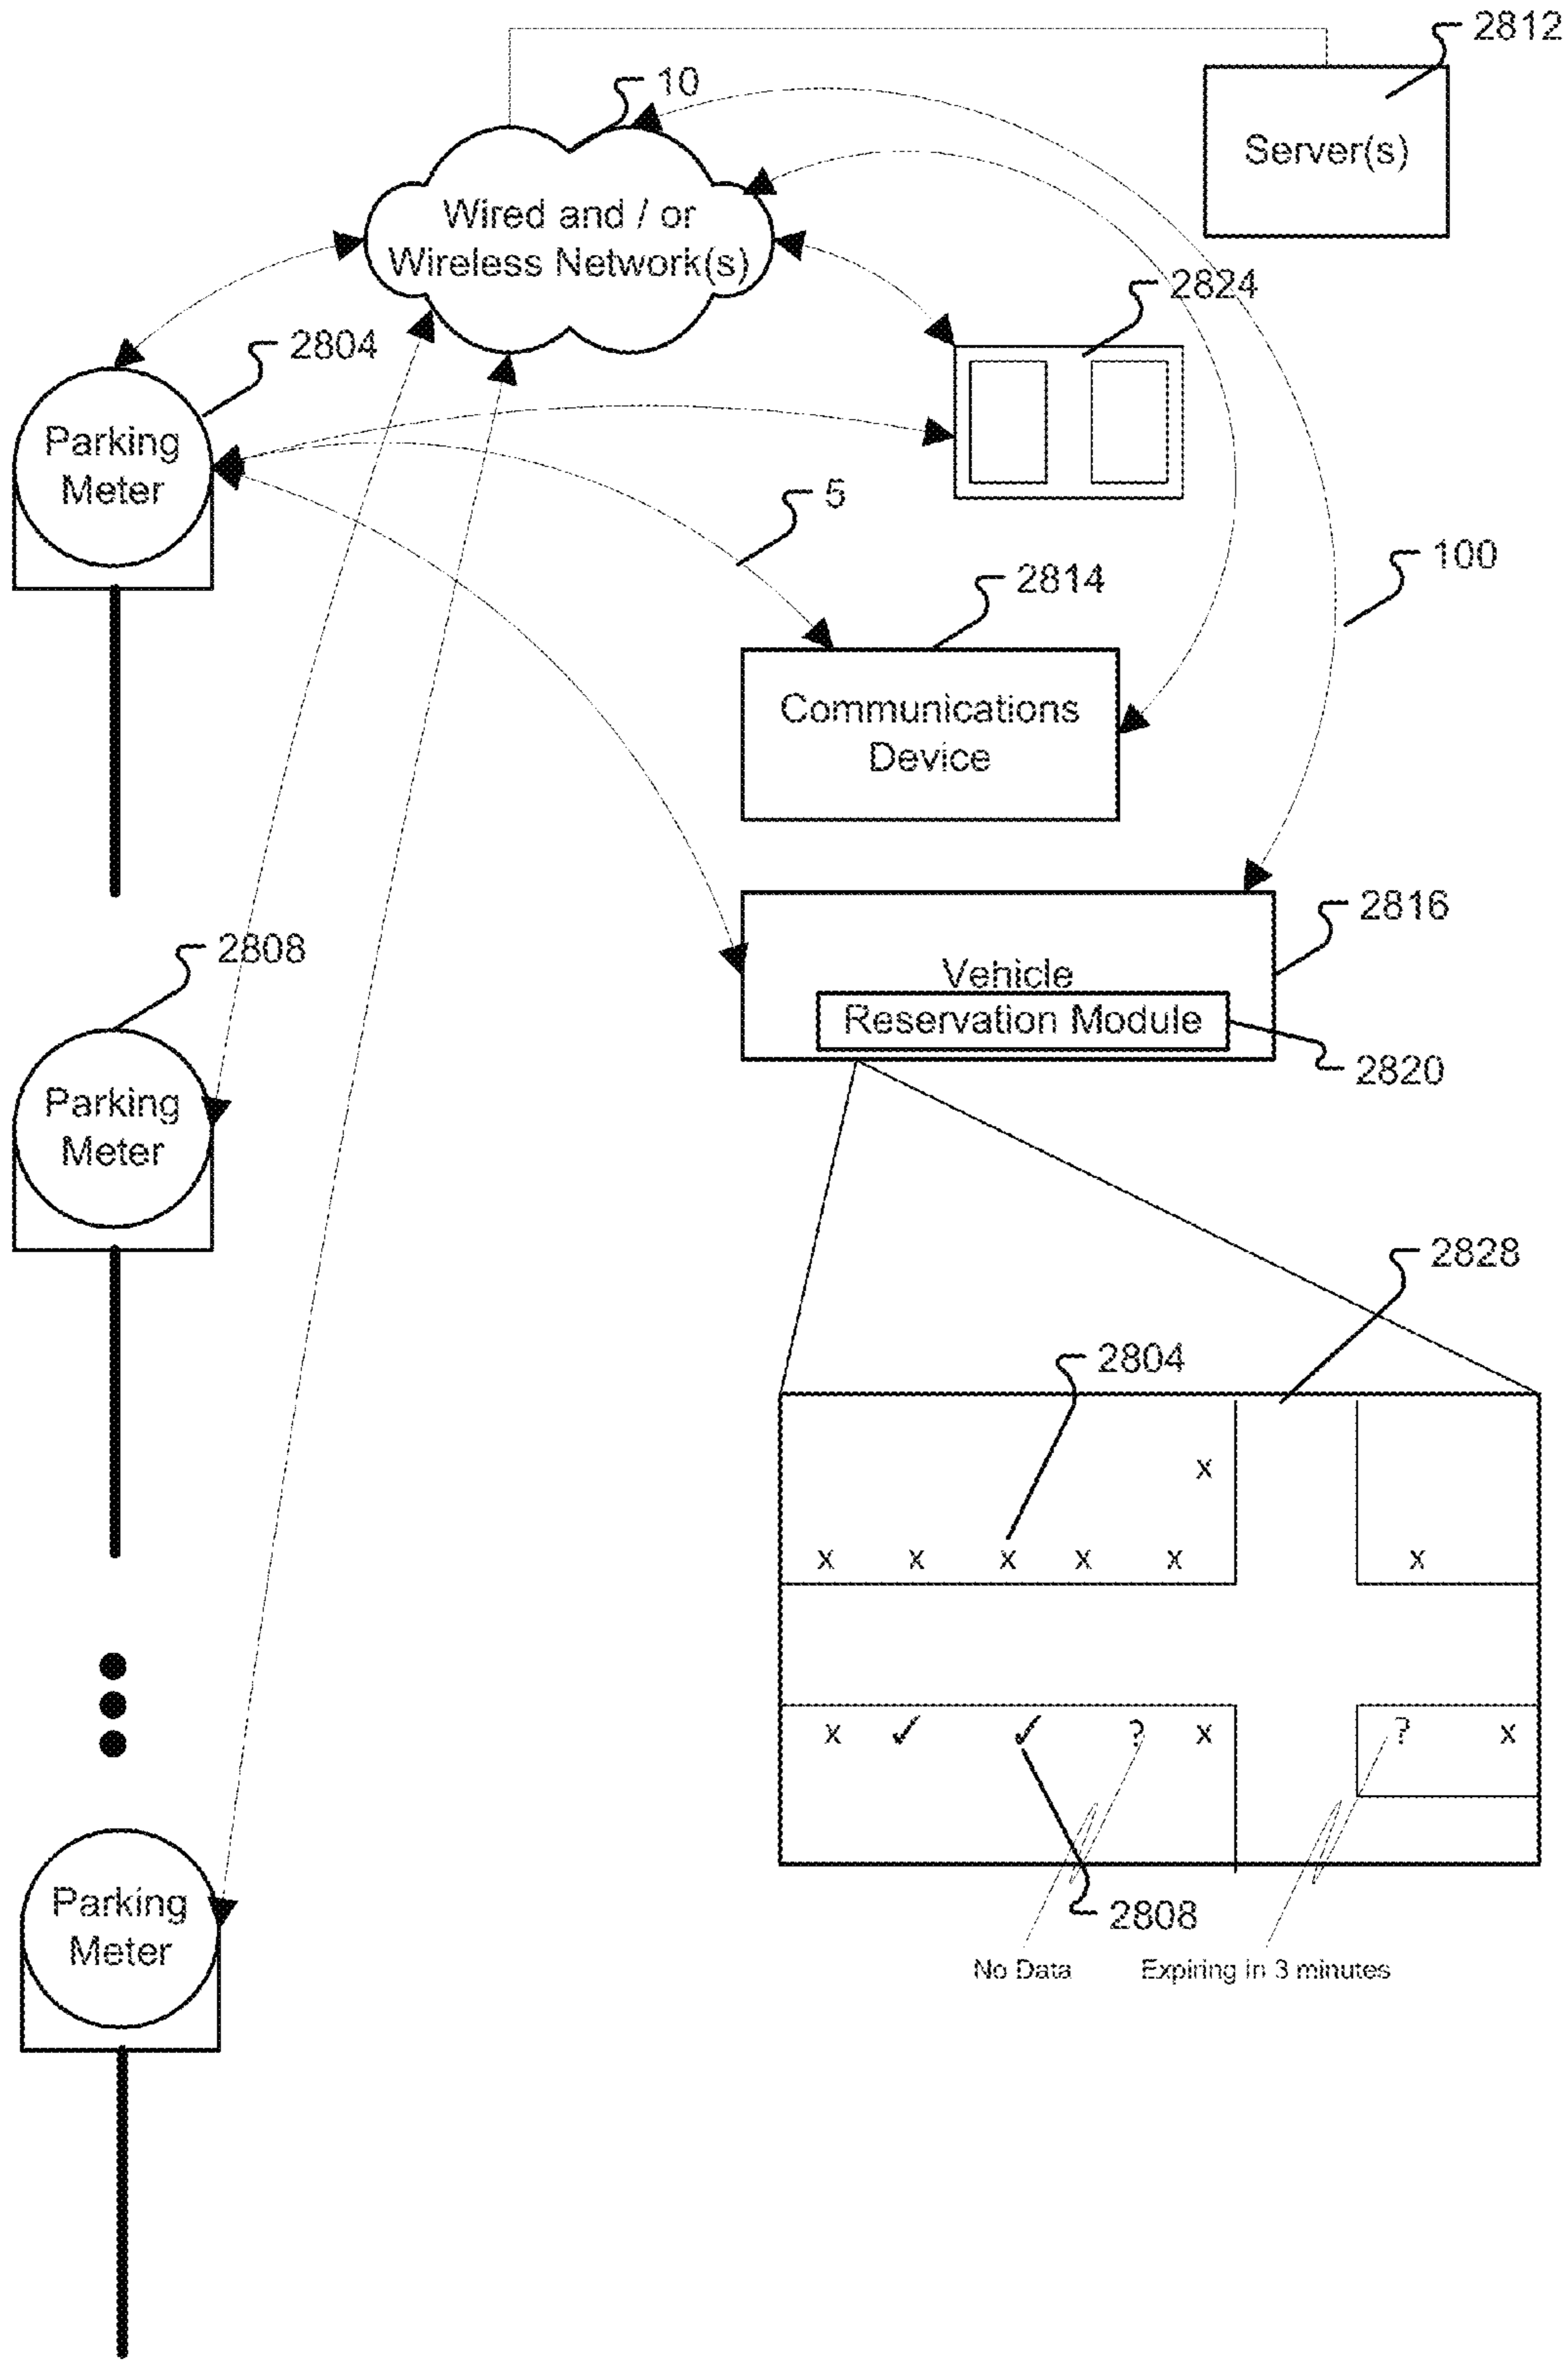 2812
10
Server(s)
Wired and / or
Wireless Network(s)
2824
2804
Parking
Meter
5
100
2814
Communications
Device
2816
2808
Vehicle
Reservation Module
2820
Parking
Meter
2828
2804
x
x x x x x x
x ✓ ✓ ? x ? x
Parking
Meter
2808
No Data Expiring in 3 minutes